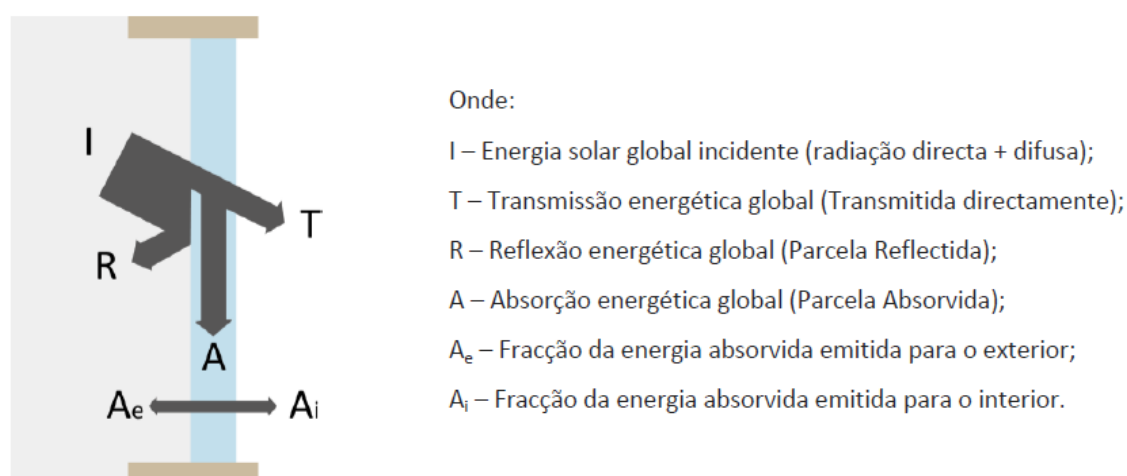 I
T
R
A
Ae
Ai
Onde:
I – Energia solar global incidente (radiação directa + difusa);
T – Transmissão energética global (Transmitida directamente);
R – Reflexão energética global (Parcela Reflectida);
A – Absorção energética global (Parcela Absorvida);
Ae – Fracção da energia absorvida emitida para o exterior;
Ai – Fracção da energia absorvida emitida para o interior.